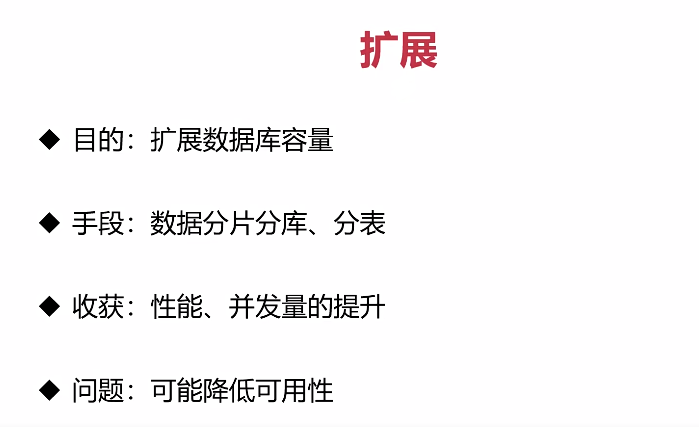 扩展
◆ 目的：扩展数据库容量
◆ 手段：数据分片分库、分表
◆ 收获：性能、并发量的提升
◆ 问题：可能降低可用性